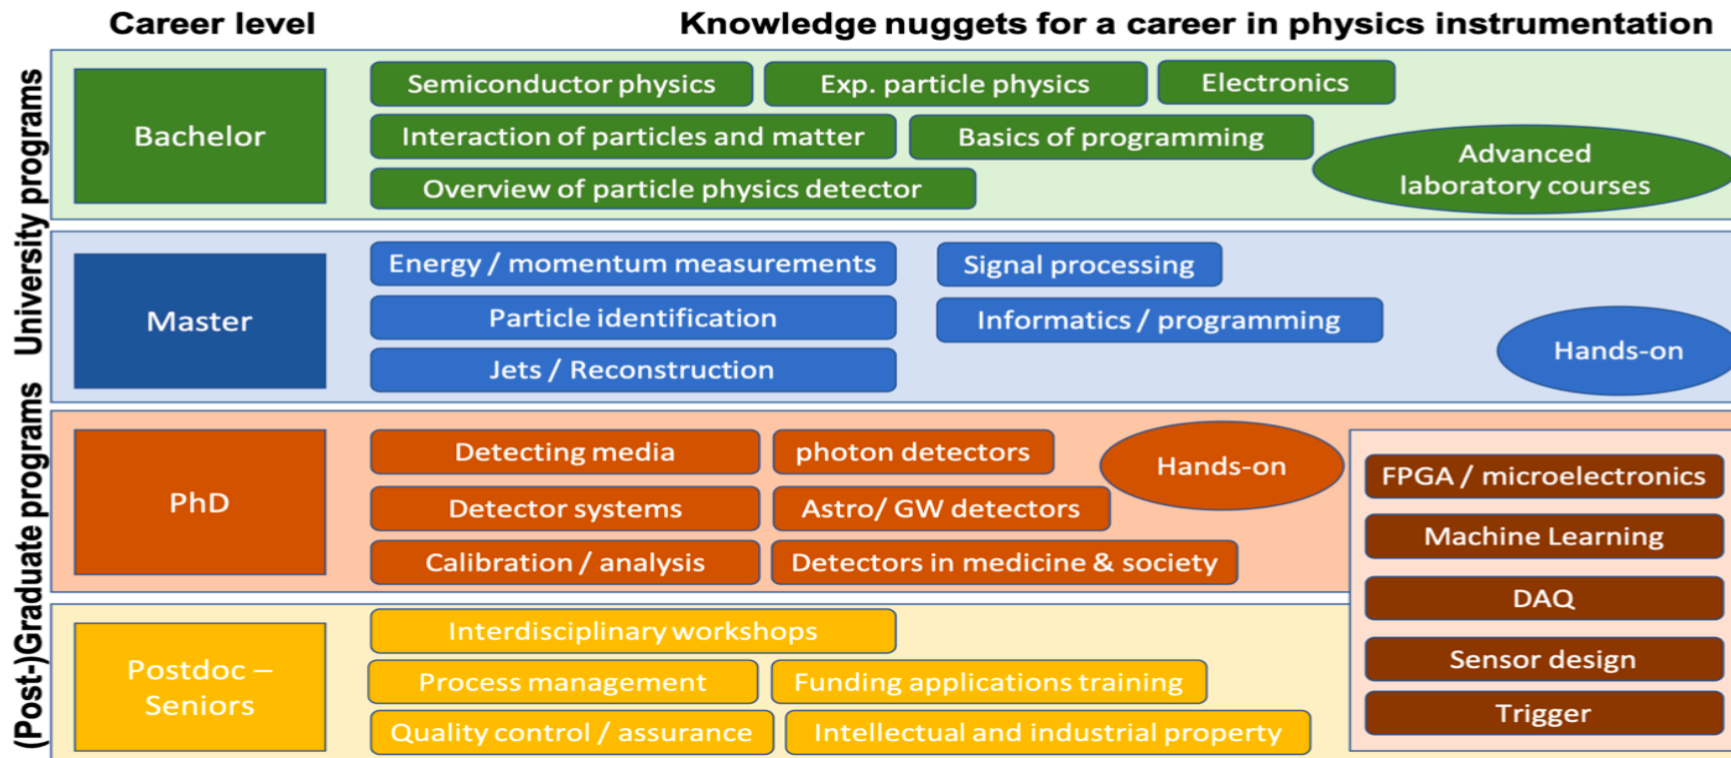 Career level
Knowledge nuggets for a career in physics instrumentation
University programs
Bachelor
Semiconductor physics
Exp. particle physics
Electronics
Interaction of particles and matter
Basics of programming
Advanced
laboratory courses
Overview of particle physics detector
Master
Energy / momentum measurements
Signal processing
Particle identification
Informatics / programming
Jets / Reconstruction
Hands-on
(Post-)Graduate programs
PhD
Detecting media
photon detectors
Hands-on
Detector systems
Astro/ GW detectors
Calibration / analysis
Detectors in medicine & society
FPGA / microelectronics
Machine Learning
DAQ
Sensor design
Trigger
Postdoc –
Seniors
Interdisciplinary workshops
Process management
Funding applications training
Quality control / assurance
Intellectual and industrial property